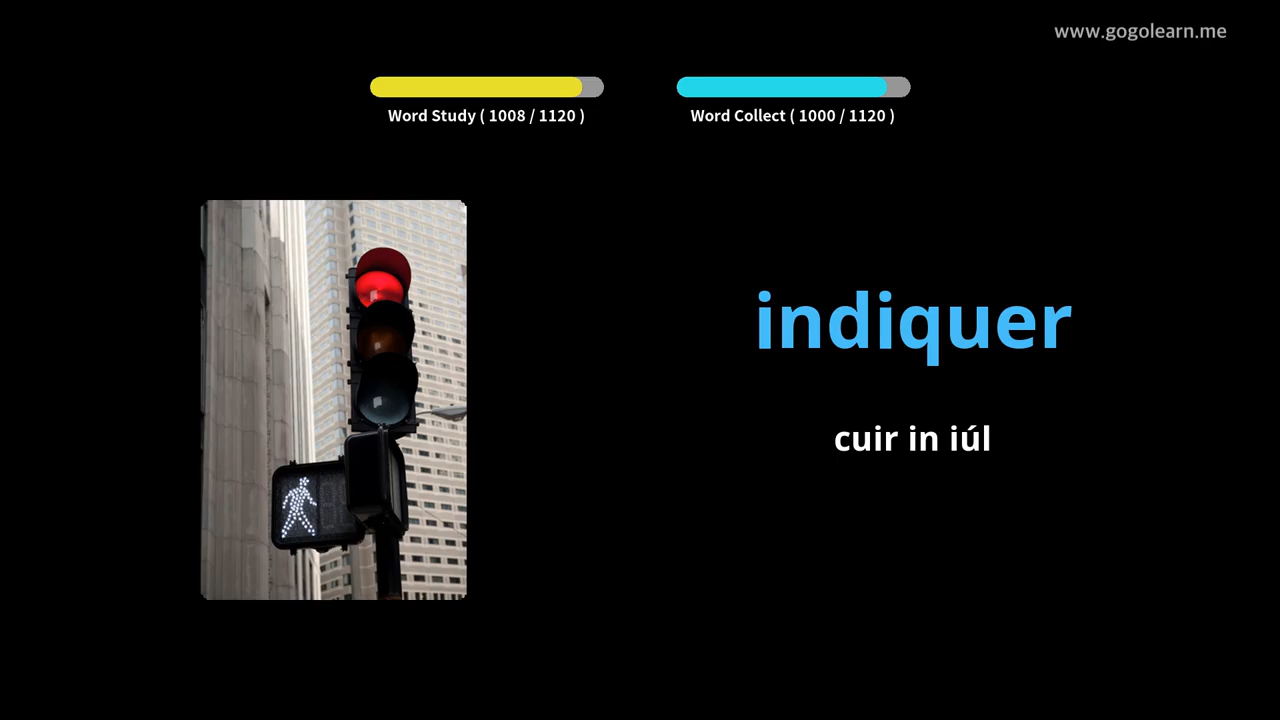 www.gogolearn.me
Word Study ( 1008 / 1120 )
Word Collect ( 1000 / 1120 )
indiquer
cuir in iúl